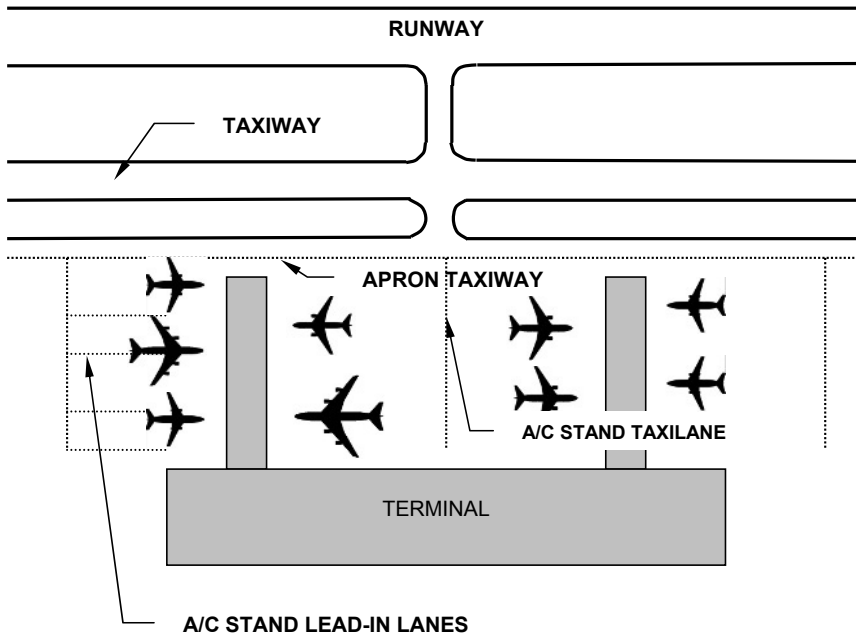 RUNWAY
TAXIWAY
APRON TAXIWAY
A/C STAND TAXILANE
TERMINAL
A/C STAND LEAD-IN LANES